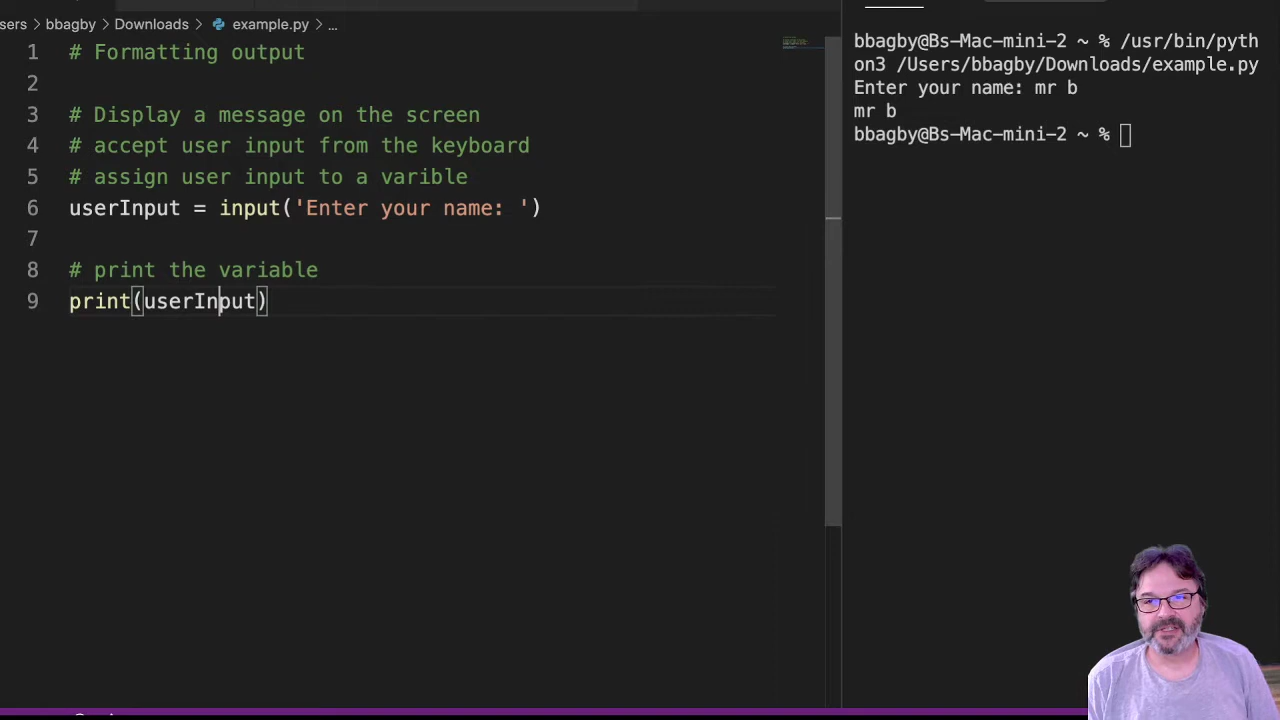 ers > bbagby > Downloads > example.py > ...
1 # Formatting output
2
3 # Display a message on the screen
4 # accept user input from the keyboard
5 # assign user input to a varible
6 userInput = input('Enter your name: ')
7
8 # print the variable
9 print(userInput)
bbagby@Bs-Mac-mini-2 ~ % /usr/bin/pyth
on3 /Users/bbagby/Downloads/example.py
Enter your name: mr b
mr b
bbagby@Bs-Mac-mini-2 ~ %